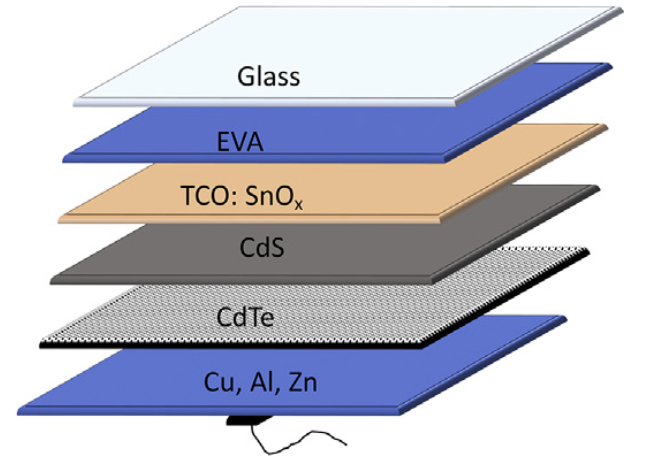 Glass
EVA
TCO: SnOₓ
CdS
CdTe
Cu, Al, Zn